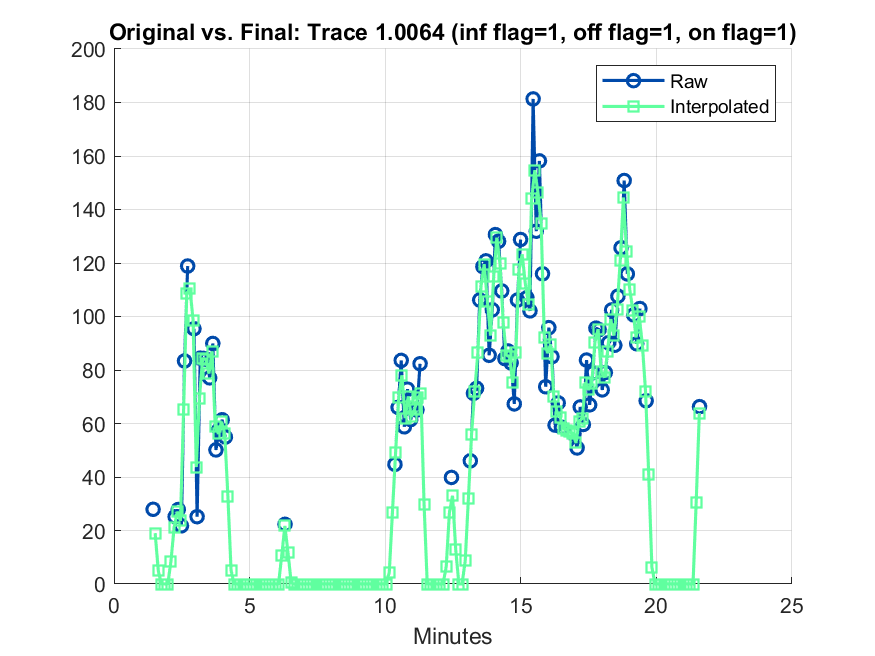 Original vs. Final: Trace 1.0064 (inf flag=1, off flag=1, on flag=1)
200
180
160
140
120
100
80
60
40
20
0
Raw
Interpolated
0 5 10 15 20 25
Minutes